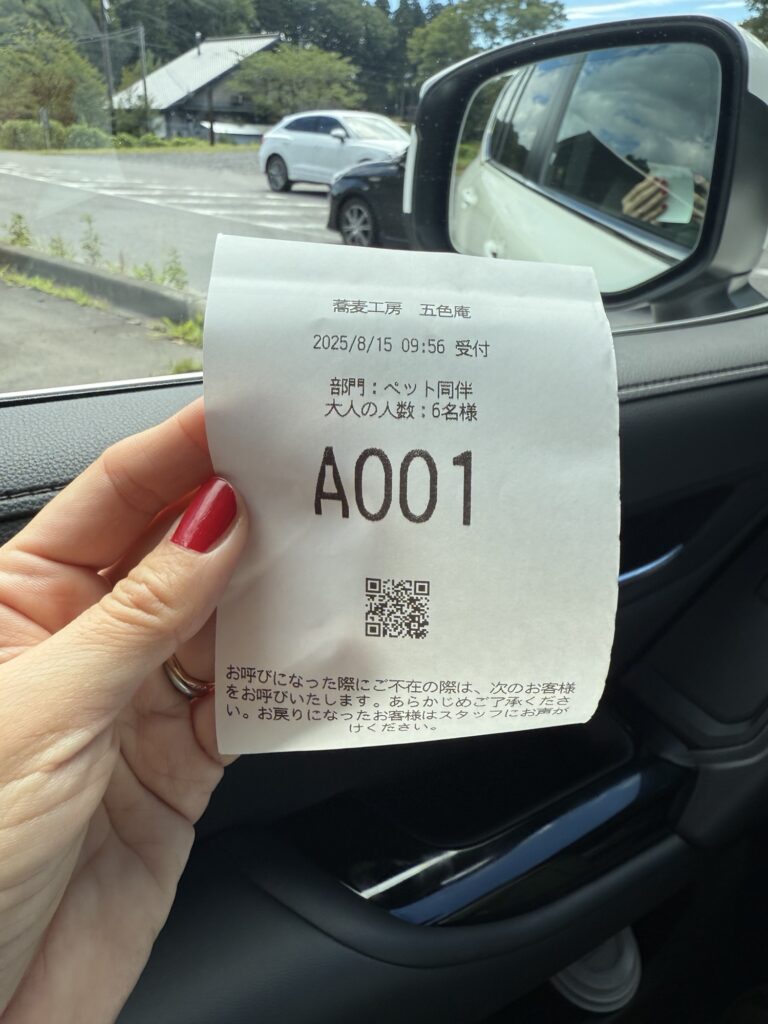 蕎麦工房　五色庵
2025/8/15 09:56 受付
部門：ペット同伴
大人の人数：6名様
A001
お呼びになった際にご不在の際は、次のお客様
をお呼びいたします。あらかじめご了承くださ
い。お戻りになったお客様はスタッフにお声が
けください。